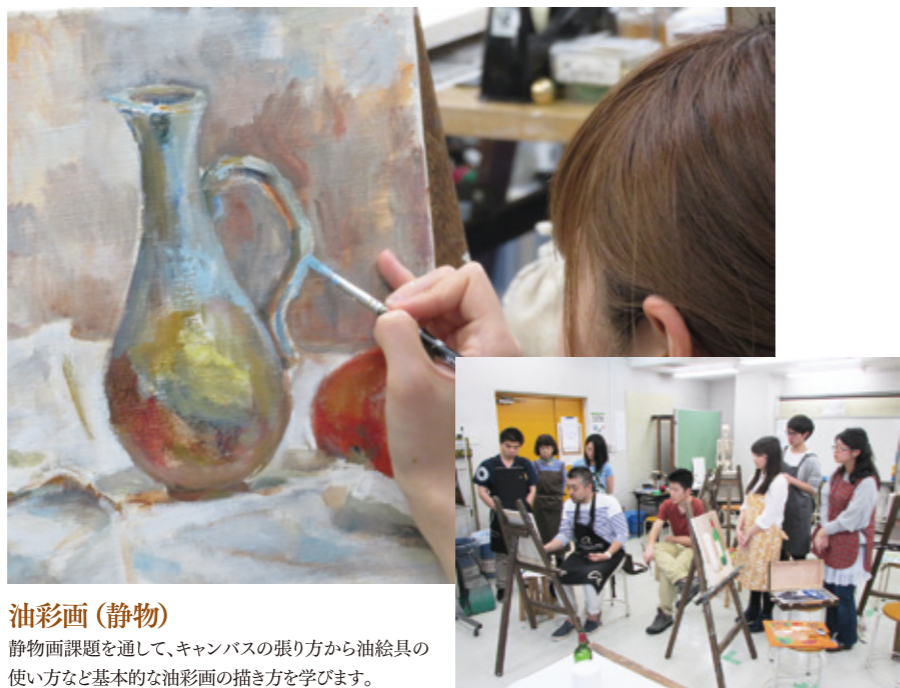 油彩画（静物）
静物画課題を通して、キャンバスの張り方から油絵具の
使い方など基本的な油彩画の描き方を学びます。